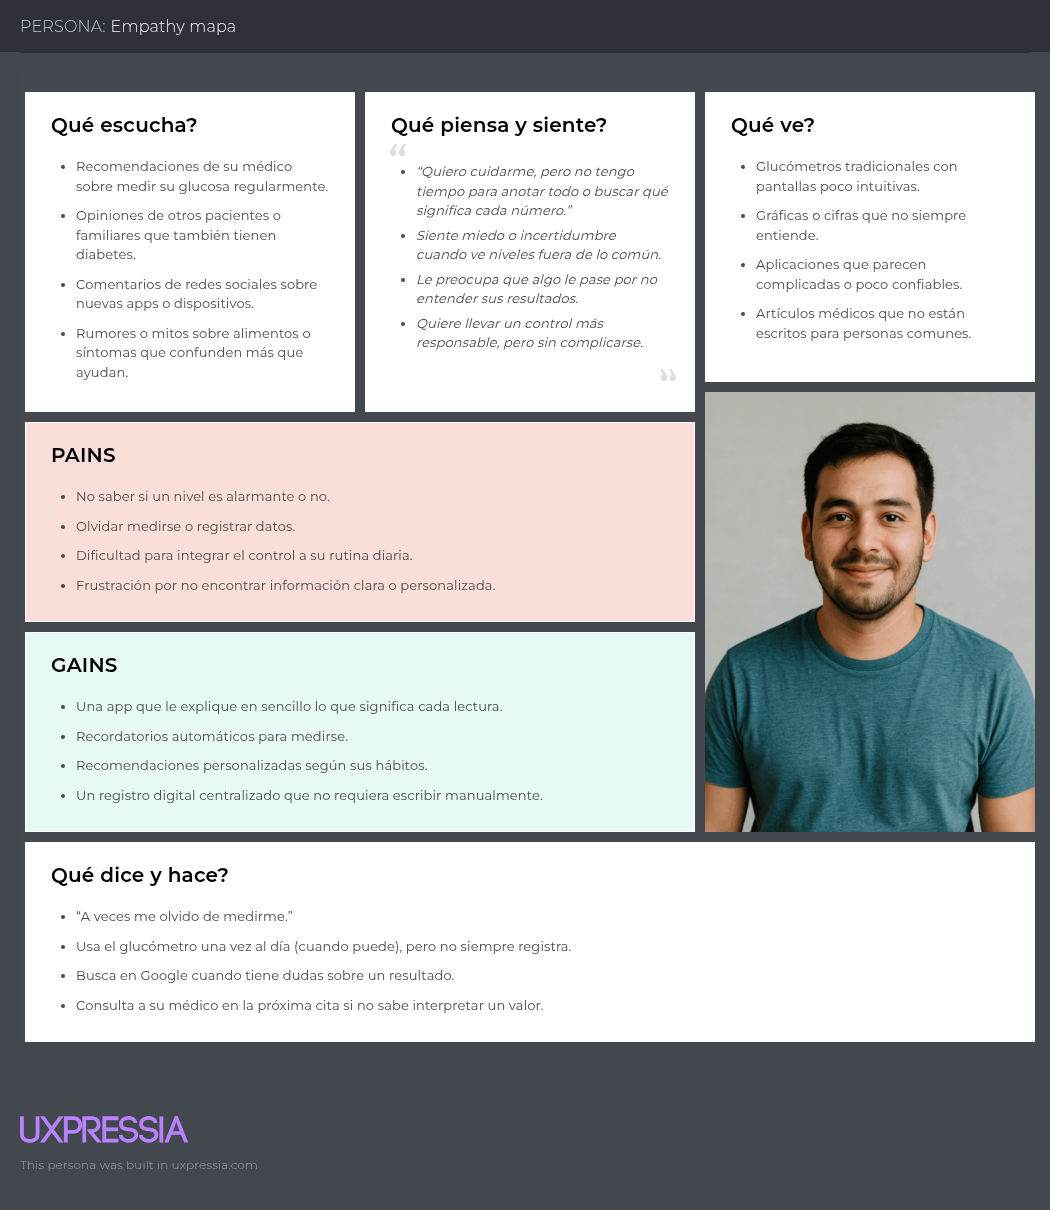 PERSONA: Empathy mapa
Qué escucha?
• Recomendaciones de su médico
sobre medir su glucosa regularmente.
• Opiniones de otros pacientes o
familiares que también tienen
diabetes.
• Comentarios de redes sociales sobre
nuevas apps o dispositivos.
• Rumores o mitos sobre alimentos o
síntomas que confunden más que
ayudan.
Qué piensa y siente?
“
• “Quiero cuidarme, pero no tengo
tiempo para anotar todo o buscar qué
significa cada número.”
• Siente miedo o incertidumbre
cuando ve niveles fuera de lo común.
• Le preocupa que algo le pase por no
entender sus resultados.
• Quiere llevar un control más
responsable, pero sin complicarse.
”
Qué ve?
• Glucómetros tradicionales con
pantallas poco intuitivas.
• Gráficas o cifras que no siempre
entiende.
• Aplicaciones que parecen
complicadas o poco confiables.
• Artículos médicos que no están
escritos para personas comunes.
PAINS
• No saber si un nivel es alarmante o no.
• Olvidar medirse o registrar datos.
• Dificultad para integrar el control a su rutina diaria.
• Frustración por no encontrar información clara o personalizada.
GAINS
• Una app que le explique en sencillo lo que significa cada lectura.
• Recordatorios automáticos para medirse.
• Recomendaciones personalizadas según sus hábitos.
• Un registro digital centralizado que no requiera escribir manualmente.
Qué dice y hace?
• “A veces me olvido de medirme.”
• Usa el glucómetro una vez al día (cuando puede), pero no siempre registra.
• Busca en Google cuando tiene dudas sobre un resultado.
• Consulta a su médico en la próxima cita si no sabe interpretar un valor.
UXPRESSIA
This persona was built in uxpressia.com